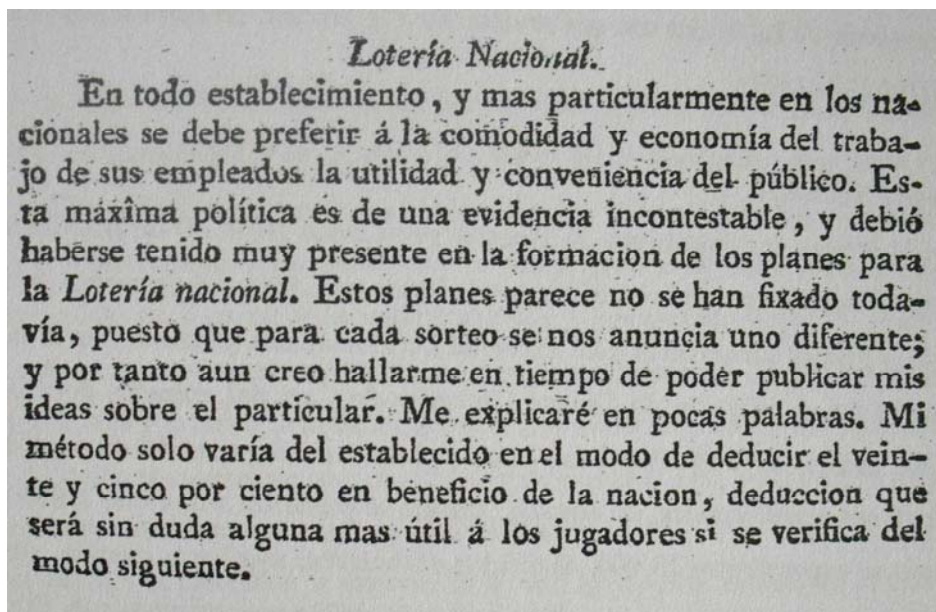 Lotería Nacional.
En todo establecimiento, y mas particularmente en los na-
cionales se debe preferir á la comodidad y economía del traba-
jo de sus empleados la utilidad y conveniencia del público. Es-
ta máxîma política es de una evidencia incontestable, y debió
haberse tenido muy presente en la formacion de los planes para
la Lotería nacional. Estos planes parece no se han fixado toda-
vía, puesto que para cada sorteo se nos anuncia uno diferente;
y por tanto aun creo hallarme en tiempo de poder publicar mis
ideas sobre el particular. Me explicaré en pocas palabras. Mi
método solo varía del establecido en el modo de deducir el vein-
te y cinco por ciento en beneficio de la nacion, deduccion que
será sin duda alguna mas útil á los jugadores si se verifica del
modo siguiente.